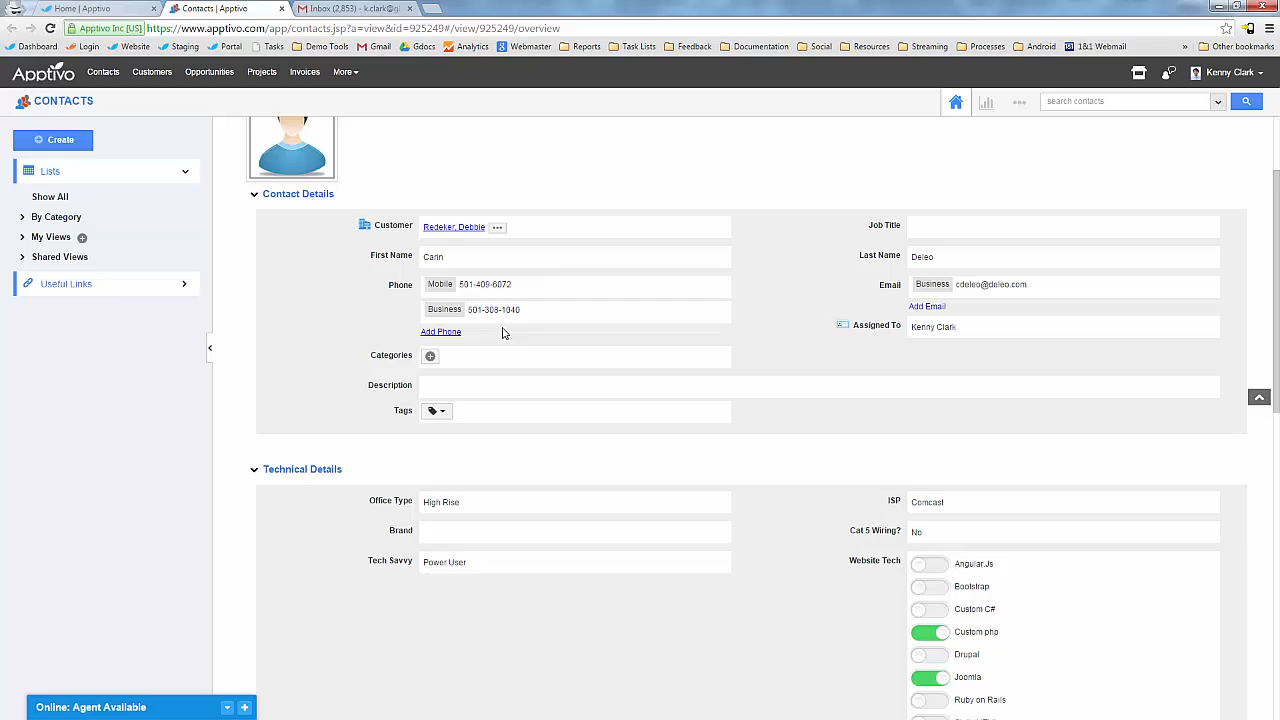 Home | Apptivo
Contacts | Apptivo
Inbox (2,853) - k.clark@gl
Apptivo Inc [US] https://www.apptivo.com/app/contacts.jsp?a=view&id=925249#/view/925249/overview
Dashboard Login Website Staging Portal Tasks Demo Tools Gmail Gdocs Analytics Webmaster Reports Task Lists Feedback Documentation Social Resources Streaming Processes Android 1&1 Webmail » Other bookmarks
Apptivo Contacts Customers Opportunities Projects Invoices More Kenny Clark
CONTACTS
search contacts
Create
Lists
Show All
By Category
My Views
Shared Views
Useful Links
Contact Details
Customer Redeker, Debbie
Job Title
First Name Carin
Last Name Deleo
Phone Mobile 501-409-6072
Email Business cdeleo@deleo.com
Business 501-308-1040
Add Email
Add Phone
Assigned To Kenny Clark
Categories
Description
Tags
Technical Details
Office Type High Rise
ISP Comcast
Brand
Cat 5 Wiring? No
Tech Savvy Power User
Website Tech Angular.Js
Bootstrap
Custom C#
Custom php
Drupal
Joomla
Ruby on Rails
Online: Agent Available